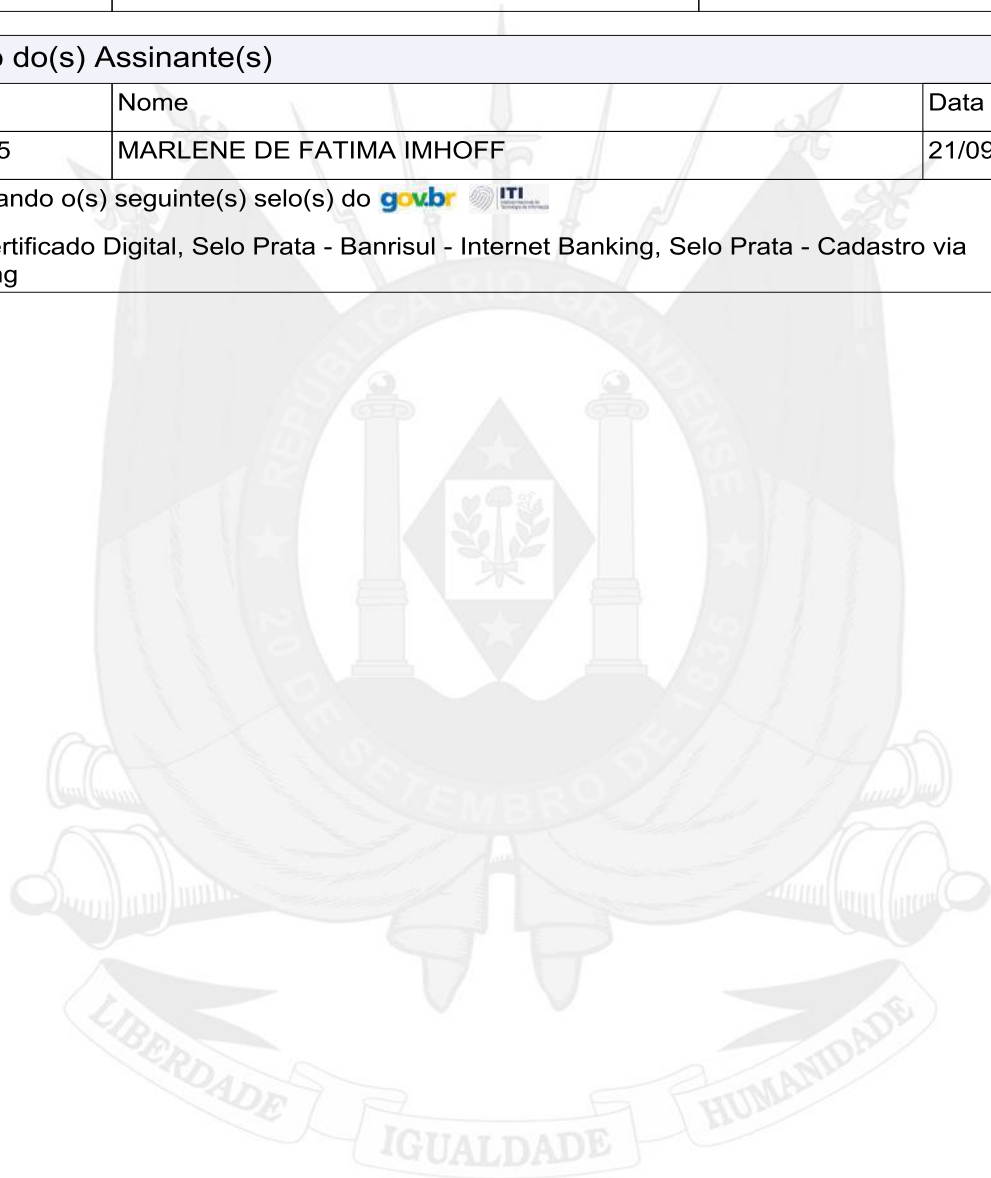 o do(s) Assinante(s)
Nome
Data
5
MARLENE DE FATIMA IMHOFF
21/09
ando o(s) seguinte(s) selo(s) do gov.br ITI
ertificado Digital, Selo Prata - Banrisul - Internet Banking, Selo Prata - Cadastro via
ng
REPÚBLICA RIO-GRANDENSE
20 DE SETEMBRO DE 1835
LIBERDADE
IGUALDADE
HUMANIDADE